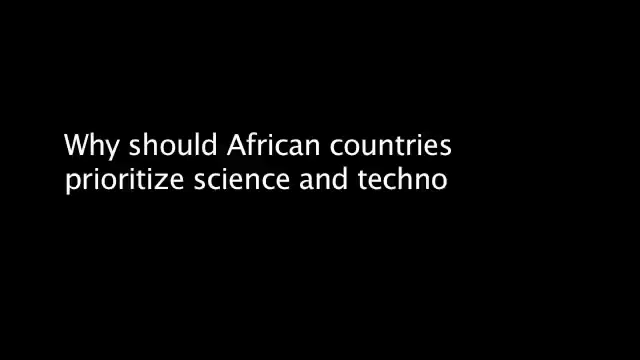 Why should African countries
prioritize science and techno